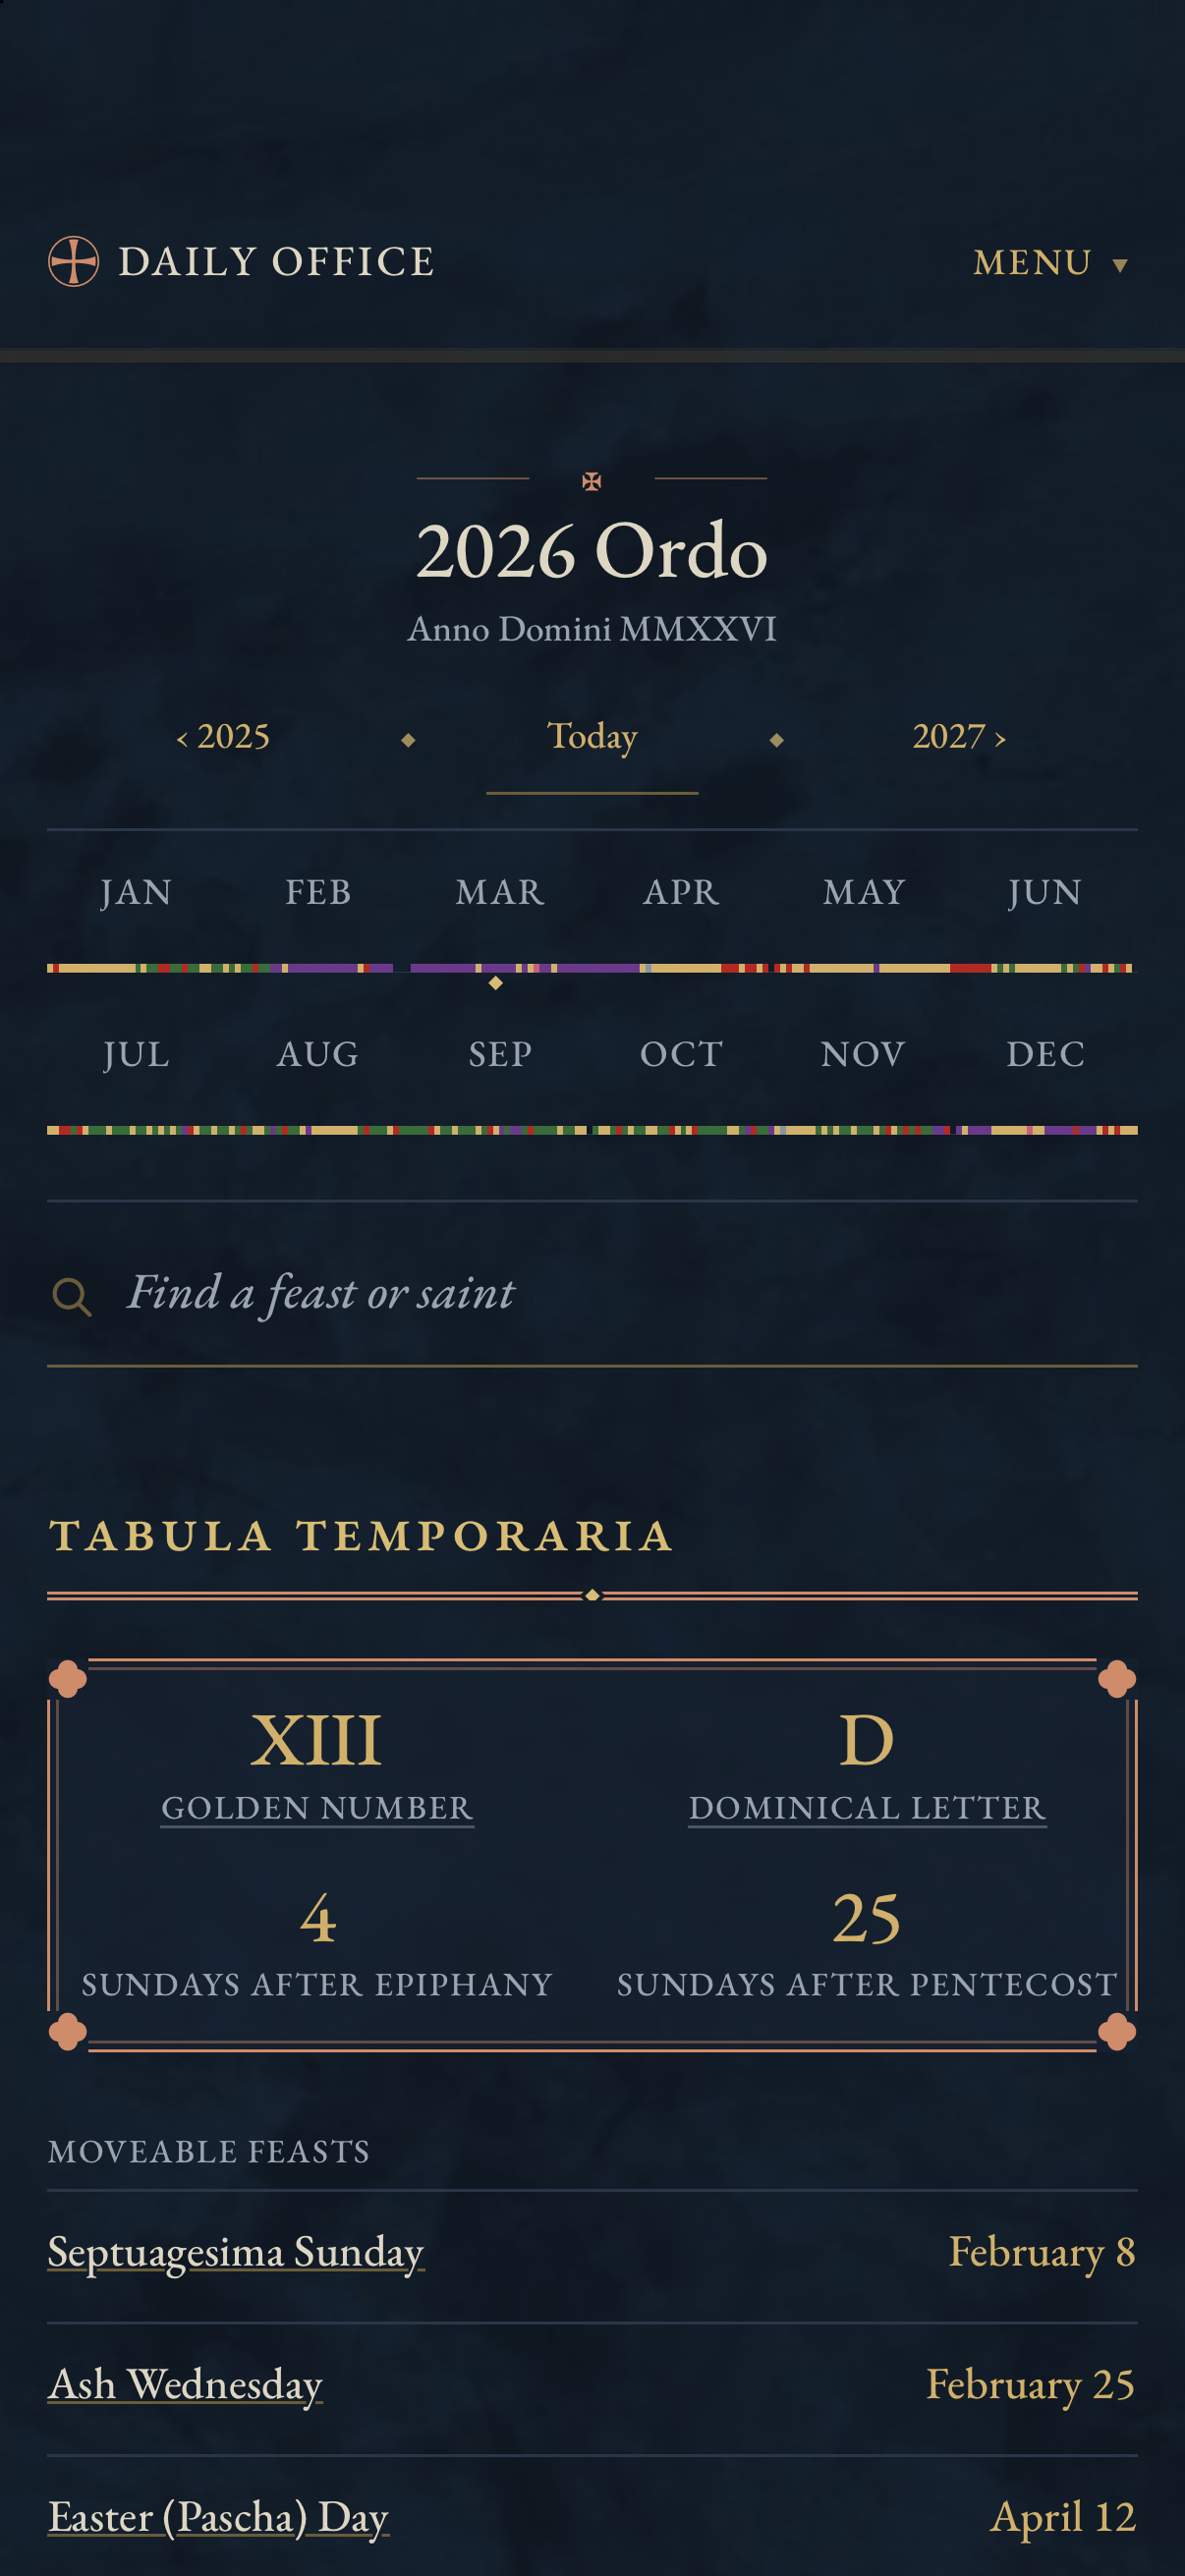 DAILY OFFICE
MENU ▼
2026 Ordo
Anno Domini MMXXVI
‹ 2025 ◆ Today ◆ 2027 ›
JAN FEB MAR APR MAY JUN
JUL AUG SEP OCT NOV DEC
Find a feast or saint
TABULA TEMPORARIA
XIII D
GOLDEN NUMBER DOMINICAL LETTER
4 25
SUNDAYS AFTER EPIPHANY SUNDAYS AFTER PENTECOST
MOVEABLE FEASTS
Septuagesima Sunday February 8
Ash Wednesday February 25
Easter (Pascha) Day April 12